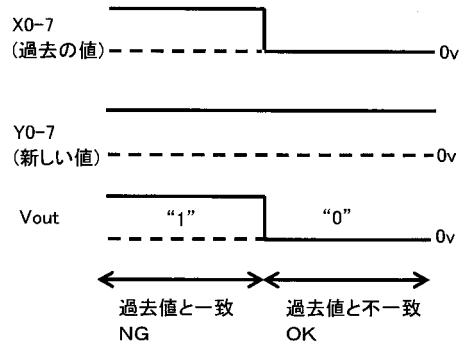 X0-7
(過去の値)
0v
Y0-7
(新しい値)
0v
Vout
“1”
“0”
0v
過去値と一致
NG
過去値と不一致
OK